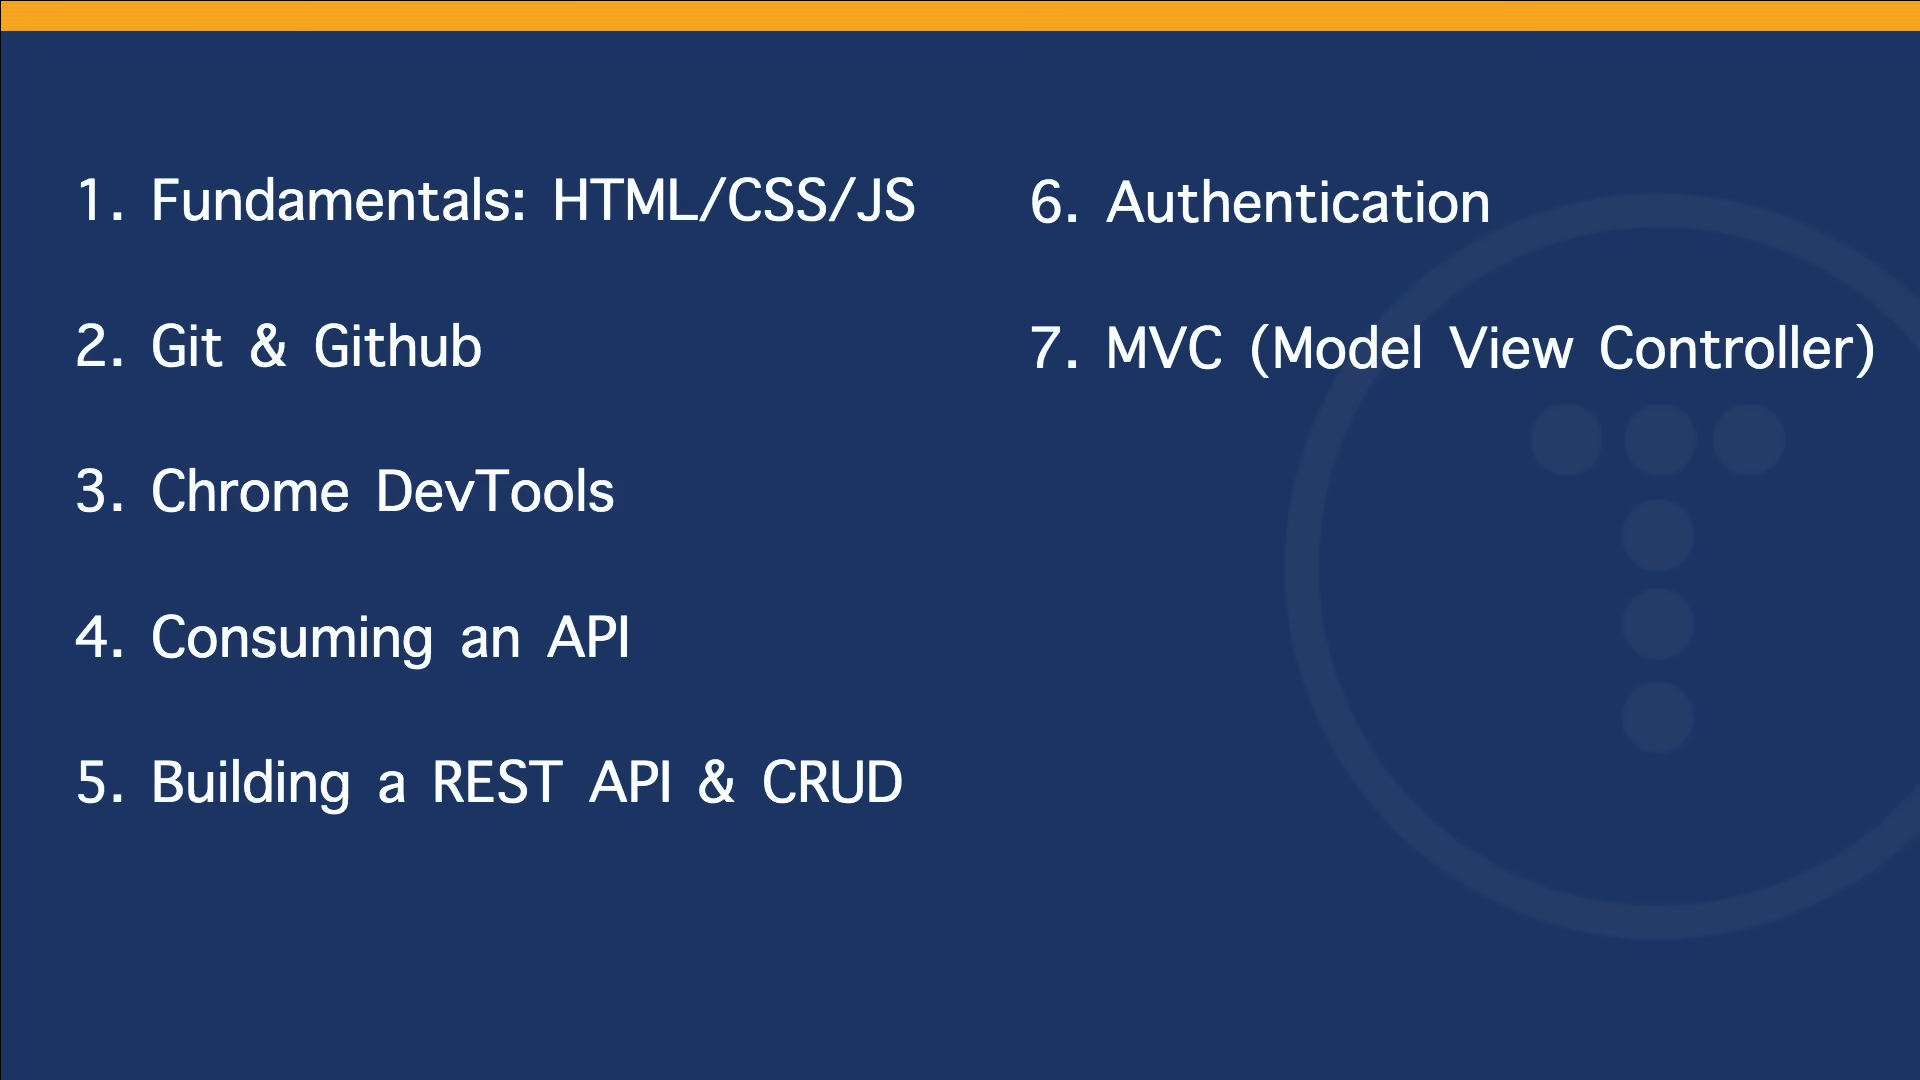 1. Fundamentals: HTML/CSS/JS
2. Git & Github
3. Chrome DevTools
4. Consuming an API
5. Building a REST API & CRUD
6. Authentication
7. MVC (Model View Controller)